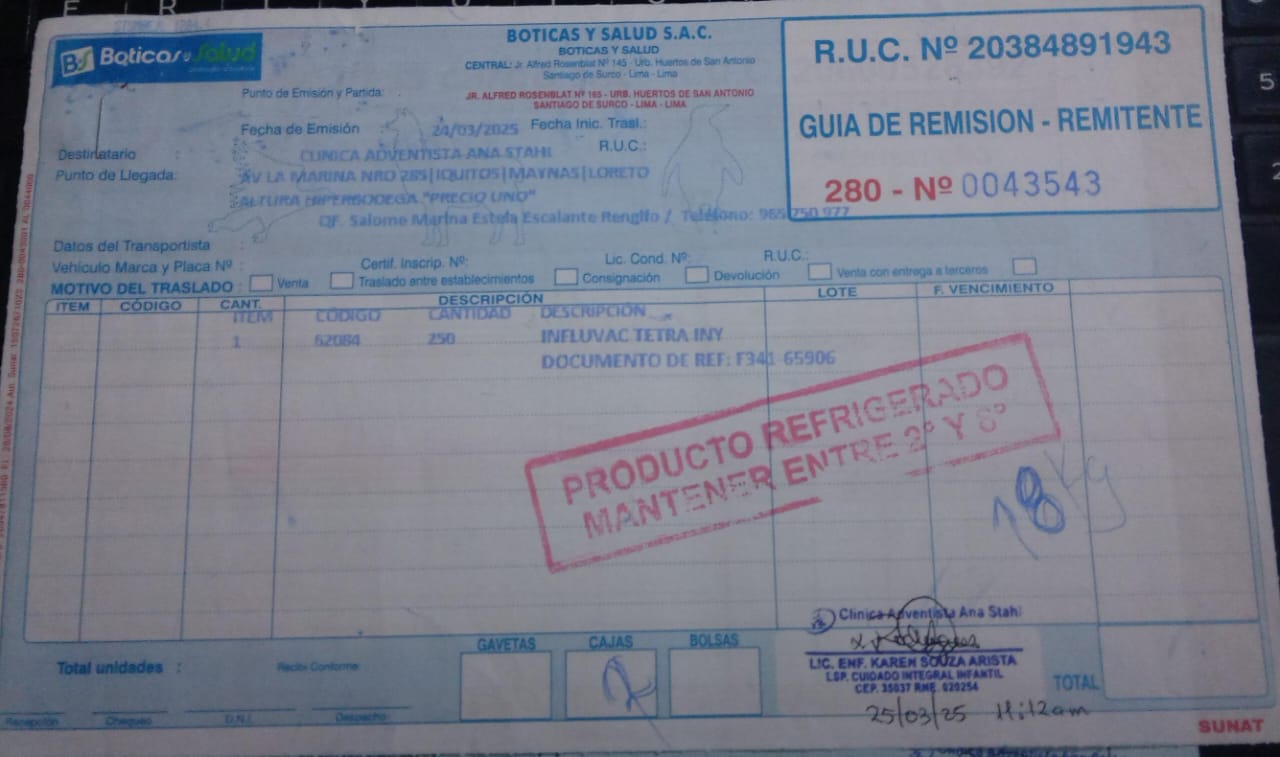 Boticas y Salud
BOTICAS Y SALUD S.A.C.
BOTICAS Y SALUD
CENTRAL: Jr. Alfred Rosenblat Nº 145 - Urb. Huertos de San Antonio
Santiago de Surco - Lima - Lima
Punto de Emisión y Partida:
JR. ALFRED ROSENBLAT Nº 165 - URB. HUERTOS DE SAN ANTONIO
SANTIAGO DE SURCO - LIMA - LIMA
R.U.C. Nº 20384891943
GUIA DE REMISION - REMITENTE
280 - Nº 0043543
Fecha de Emisión : 24/03/2025 Fecha Inic. Trasl.:
Destinatario : CLINICA ADVENTISTA ANA STAHL R.U.C.:
Punto de Llegada: AV LA MARINA NRO 285|IQUITOS|MAYNAS|LORETO
ALTURA HIPERBODEGA "PRECIO UNO"
QF. Salome Marina Estela Escalante Rengifo / Teléfono: 965 750 977
Datos del Transportista :
Vehículo Marca y Placa Nº : Certif. Inscrip. Nº: Lic. Cond. Nº: R.U.C.:
MOTIVO DEL TRASLADO : Venta Traslado entre establecimientos Consignación Devolución Venta con entrega a terceros
ITEM CÓDIGO CANT. DESCRIPCIÓN LOTE F. VENCIMIENTO
ITEM CÓDIGO CANTIDAD DESCRIPCION
1 62084 250 INFLUVAC TETRA INY
DOCUMENTO DE REF: F341 65906
PRODUCTO REFRIGERADO
MANTENER ENTRE 2° Y 8°
18 kg
Clinica Adventista Ana Stahl
LIC. ENF. KAREN SOUZA ARISTA
ESP. CUIDADO INTEGRAL INFANTIL
CEP. 35037 RNE. 020254
25/03/25 11:12am
GAVETAS CAJAS BOLSAS
Total unidades : Recibí Conforme:
TOTAL
Recepción Chequeo D.N.I. Despacho
SUNAT